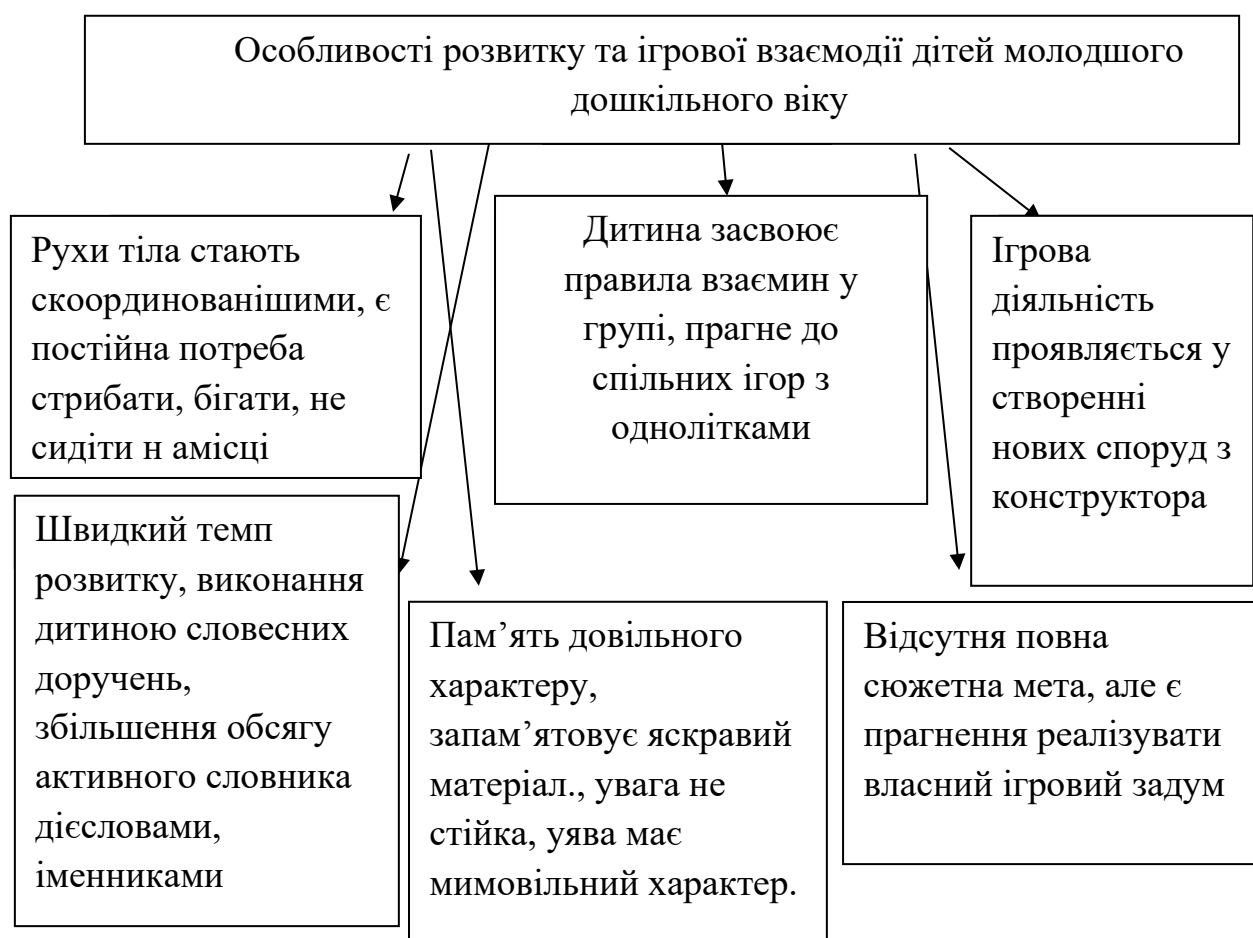 Особливості розвитку та ігрової взаємодії дітей молодшого
дошкільного віку
Рухи тіла стають
скоординованішими, є
постійна потреба
стрибати, бігати, не
сидіти н амісці
Дитина засвоює
правила взаємин у
групі, прагне до
спільних ігор з
однолітками
Ігрова
діяльність
проявляється у
створенні
нових споруд з
конструктора
Швидкий темп
розвитку, виконання
дитиною словесних
доручень,
збільшення обсягу
активного словника
дієсловами,
іменниками
Пам’ять довільного
характеру,
запам’ятовує яскравий
матеріал., увага не
стійка, уява має
мимовільний характер.
Відсутня повна
сюжетна мета, але є
прагнення реалізувати
власний ігровий задум